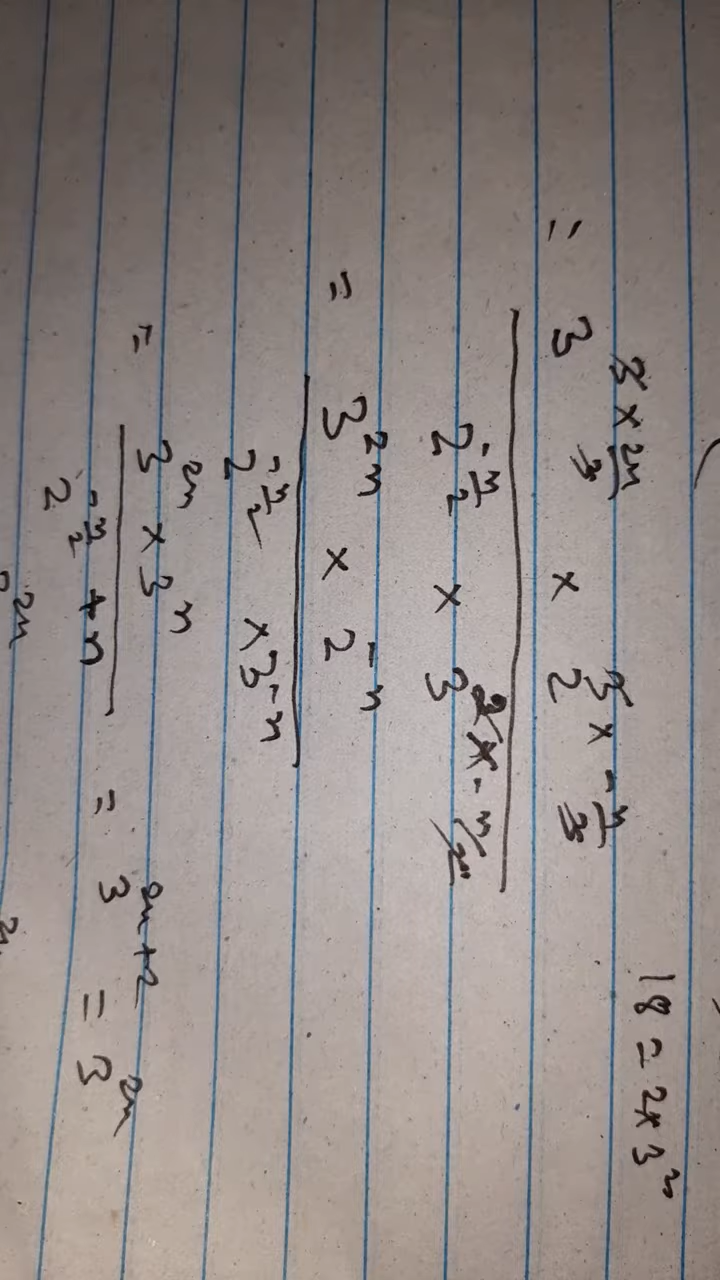 18 = 2 x 3²
= 3^(3 x 2n/3) x 2^(3 x -n/3)
2^(-n/2) x 3^(2 x -n/2)
= 3^(2n) x 2^(-n)
2^(-n/2) x 3^(-n)
= 3^(2n) x 3^n = 3^(2n+2) = 3^(2n)
2^(-n/2 + n)